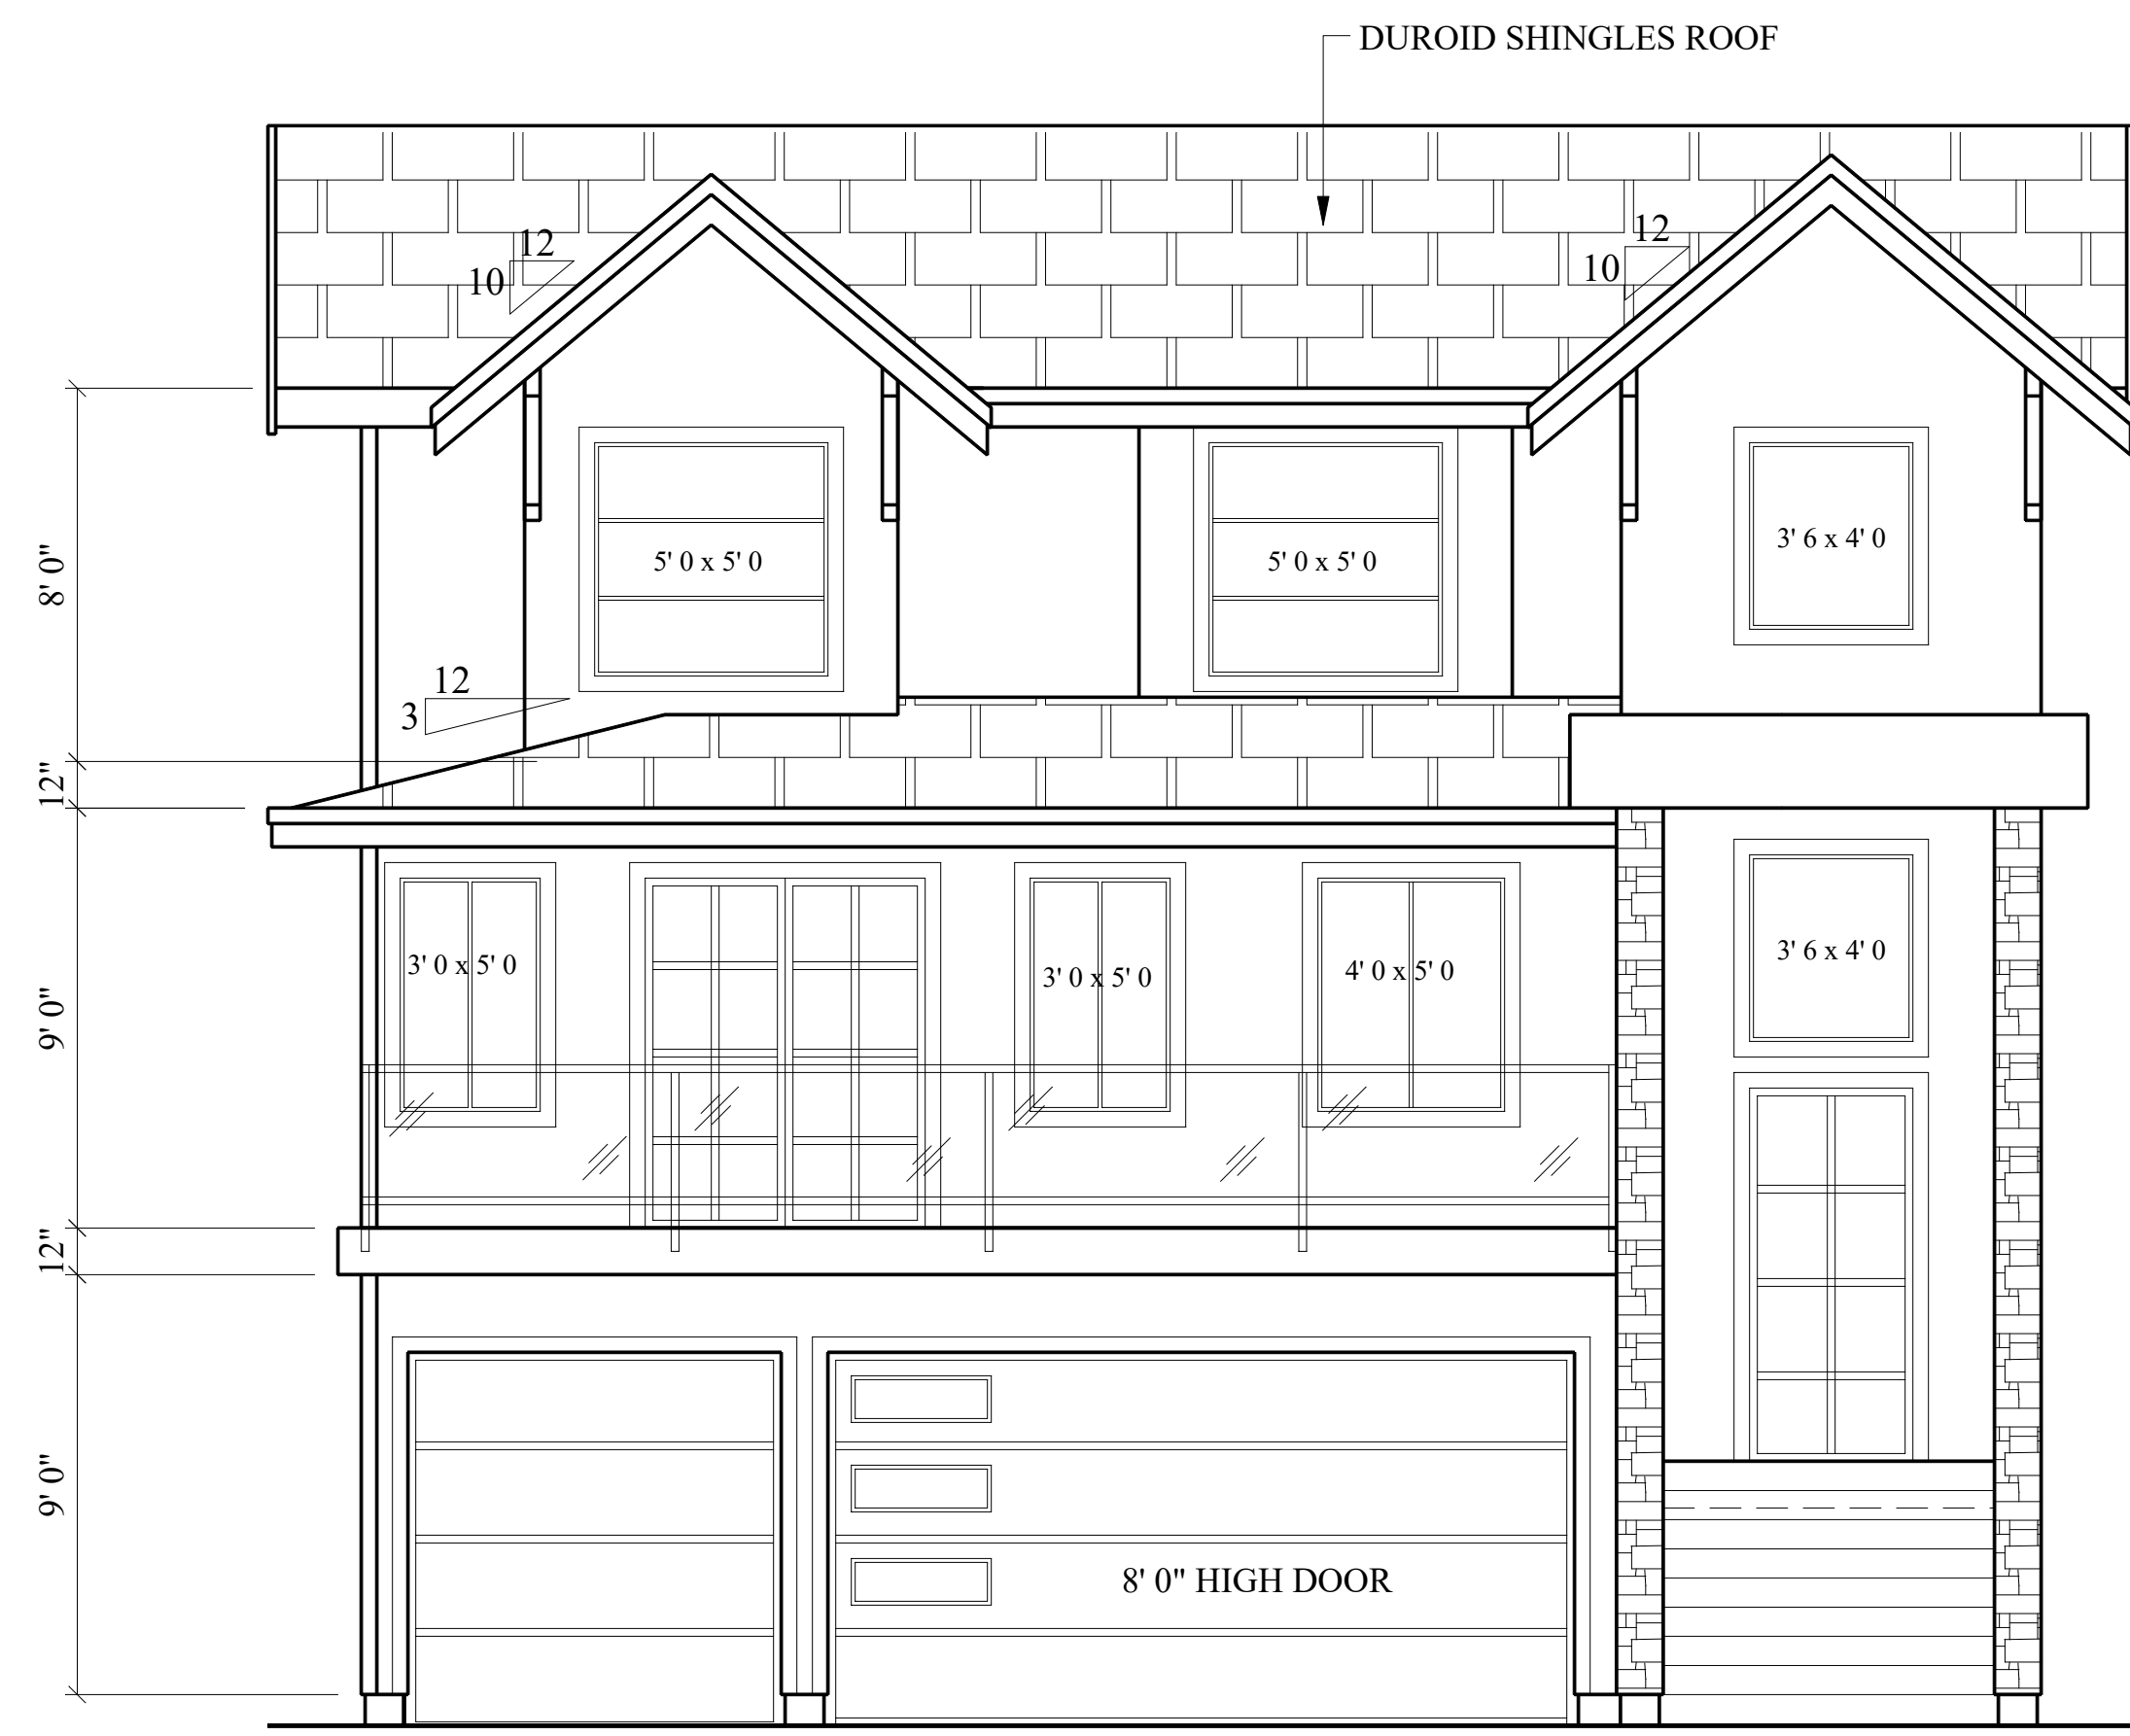 DUROID SHINGLES ROOF
12
10
12
10
8' 0"
5' 0 x 5' 0
5' 0 x 5' 0
3' 6 x 4' 0
12
3
12"
9' 0"
3' 0 x 5' 0
3' 0 x 5' 0
4' 0 x 5' 0
3' 6 x 4' 0
12"
9' 0"
8' 0" HIGH DOOR